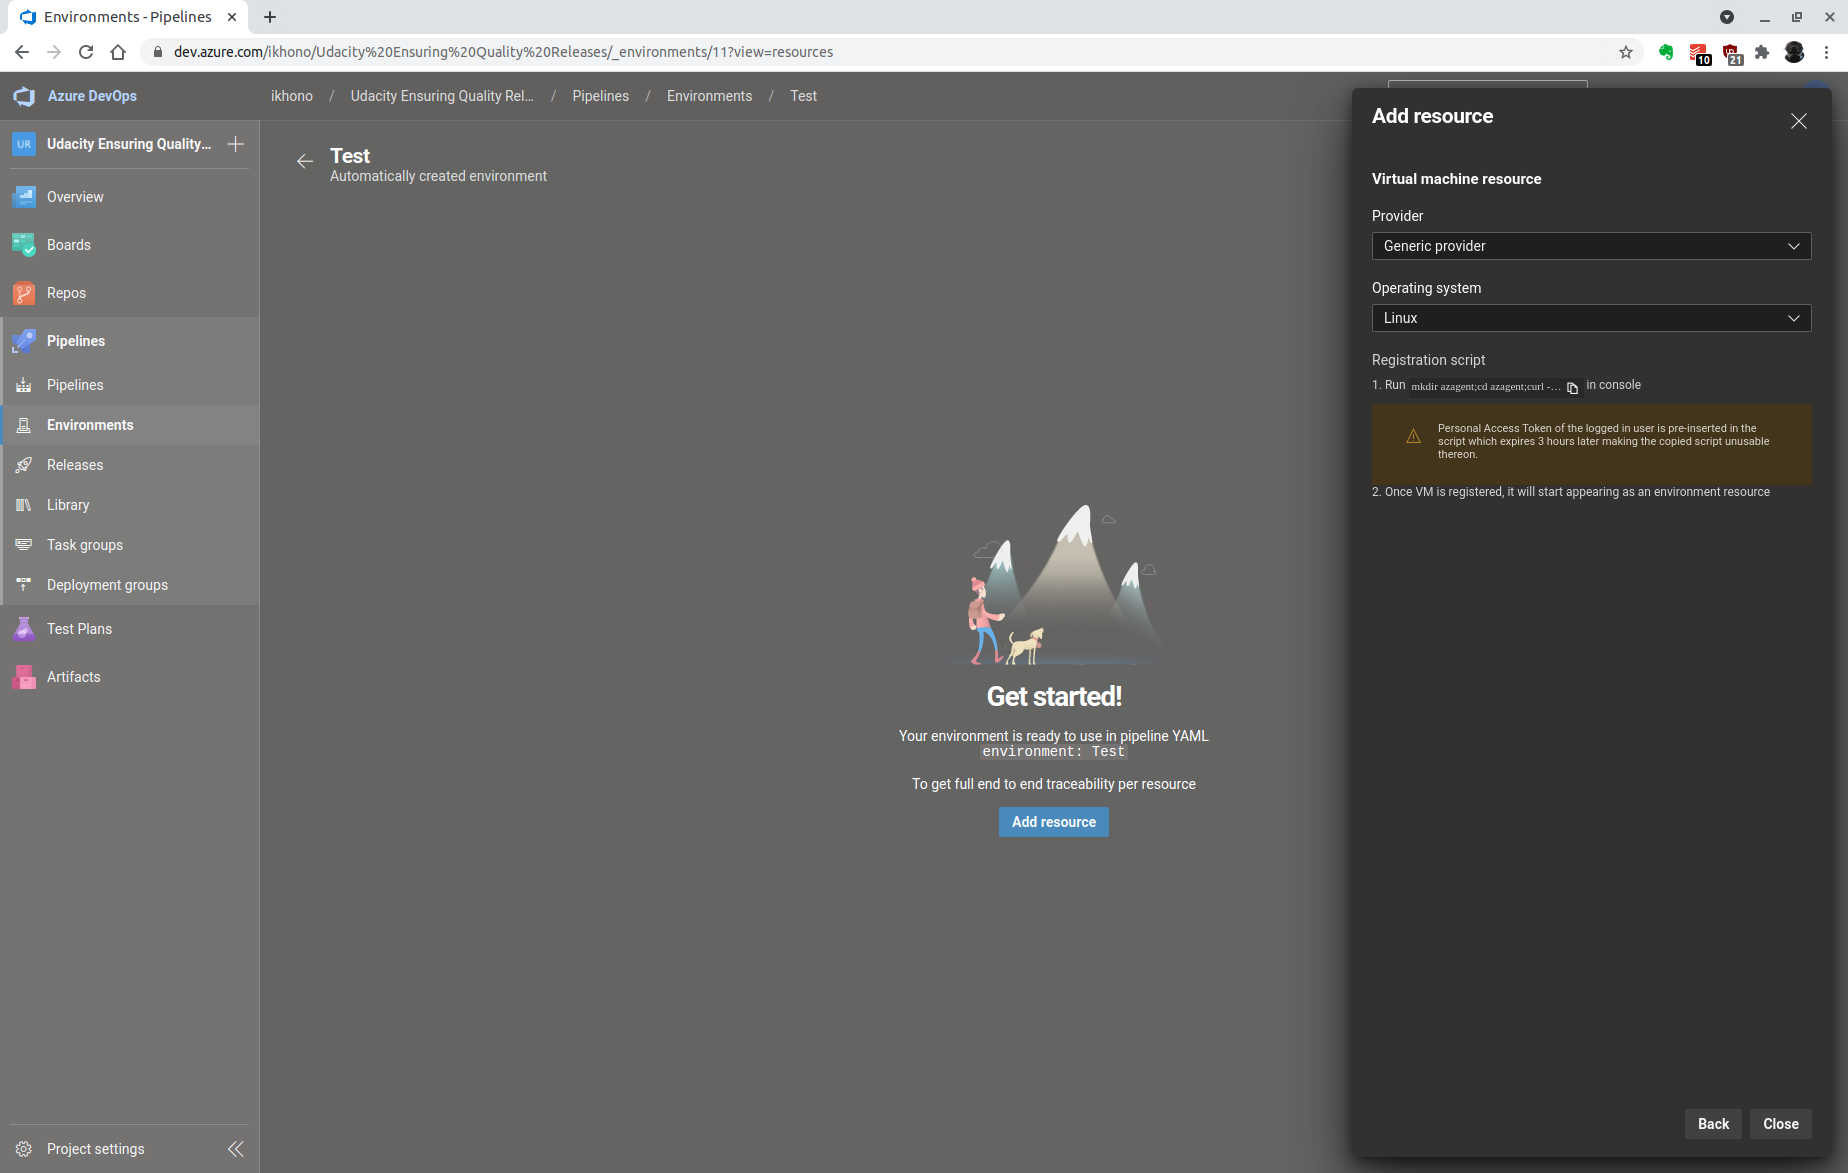 Environments - Pipelines
dev.azure.com/ikhono/Udacity%20Ensuring%20Quality%20Releases/_environments/11?view=resources
10
21
Azure DevOps
ikhono / Udacity Ensuring Quality Rel... / Pipelines / Environments / Test
UR
Udacity Ensuring Quality...
Overview
Boards
Repos
Pipelines
Pipelines
Environments
Releases
Library
Task groups
Deployment groups
Test Plans
Artifacts
Project settings
Test
Automatically created environment
Get started!
Your environment is ready to use in pipeline YAML
environment: Test
To get full end to end traceability per resource
Add resource
Add resource
Virtual machine resource
Provider
Generic provider
Operating system
Linux
Registration script
1. Run mkdir azagent;cd azagent;curl -... in console
Personal Access Token of the logged in user is pre-inserted in the
script which expires 3 hours later making the copied script unusable
thereon.
2. Once VM is registered, it will start appearing as an environment resource
Back
Close